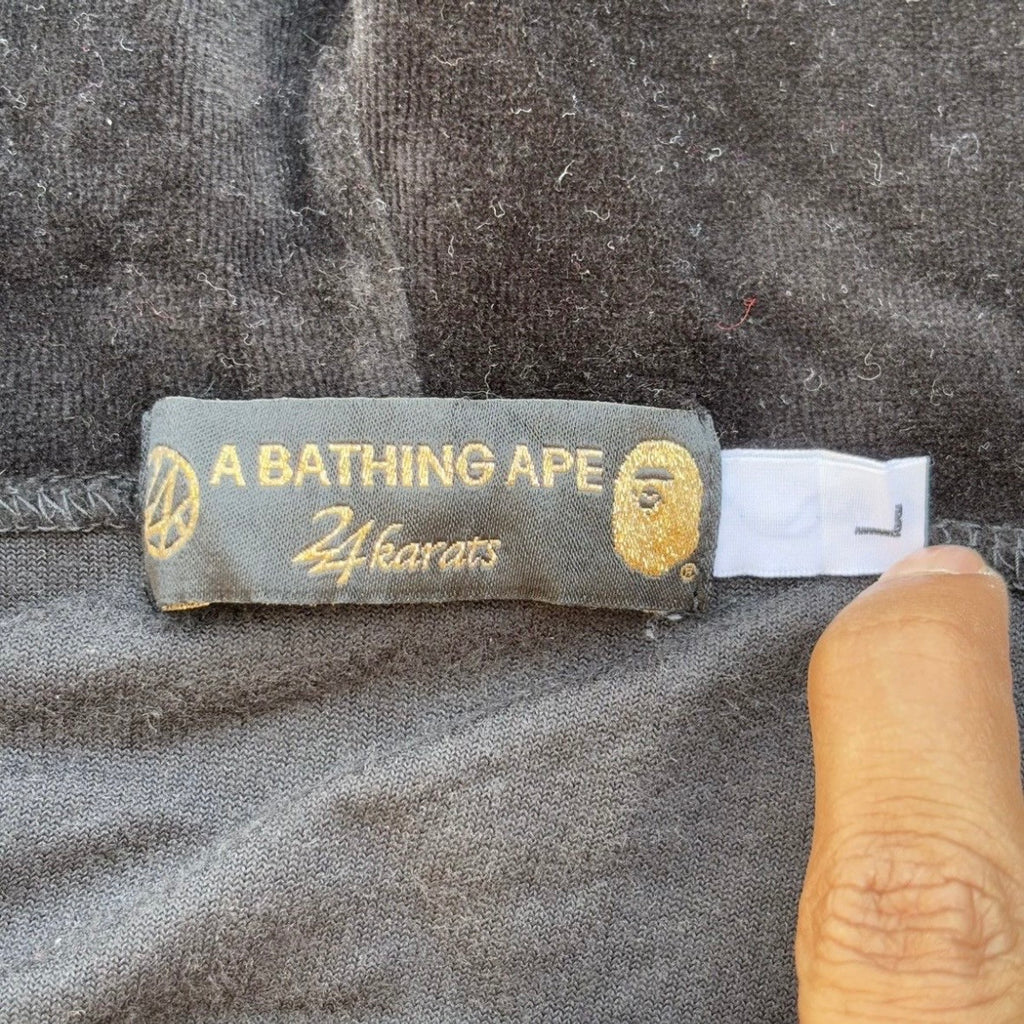 A BATHING APE
24karats
®
L